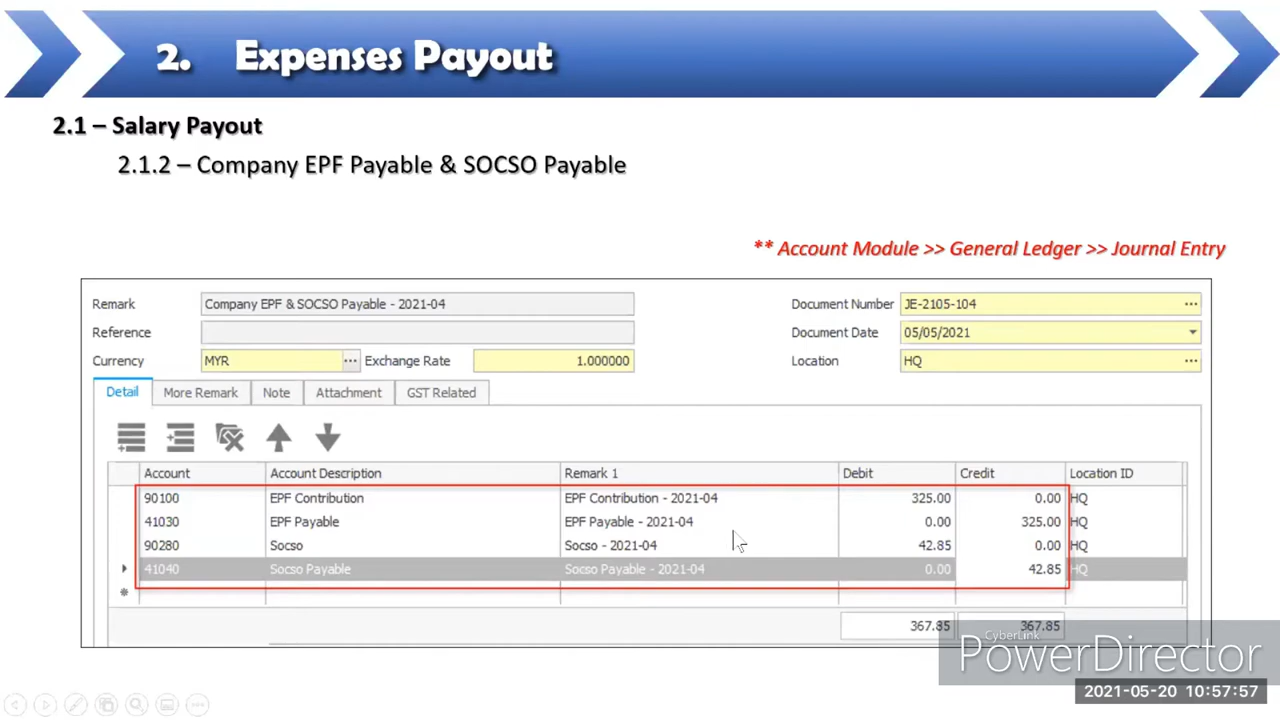 2. Expenses Payout
2.1 – Salary Payout
2.1.2 – Company EPF Payable & SOCSO Payable
** Account Module >> General Ledger >> Journal Entry
Remark Company EPF & SOCSO Payable - 2021-04 Document Number JE-2105-104 ...
Reference Document Date 05/05/2021
Currency MYR ... Exchange Rate 1.000000 Location HQ ...
Detail More Remark Note Attachment GST Related
Account Account Description Remark 1 Debit Credit Location ID
90100 EPF Contribution EPF Contribution - 2021-04 325.00 0.00 HQ
41030 EPF Payable EPF Payable - 2021-04 0.00 325.00 HQ
90280 Socso Socso - 2021-04 42.85 0.00 HQ
41040 Socso Payable Socso Payable - 2021-04 0.00 42.85 HQ
367.85 367.85
CyberLink
PowerDirector
2021-05-20 10:57:57